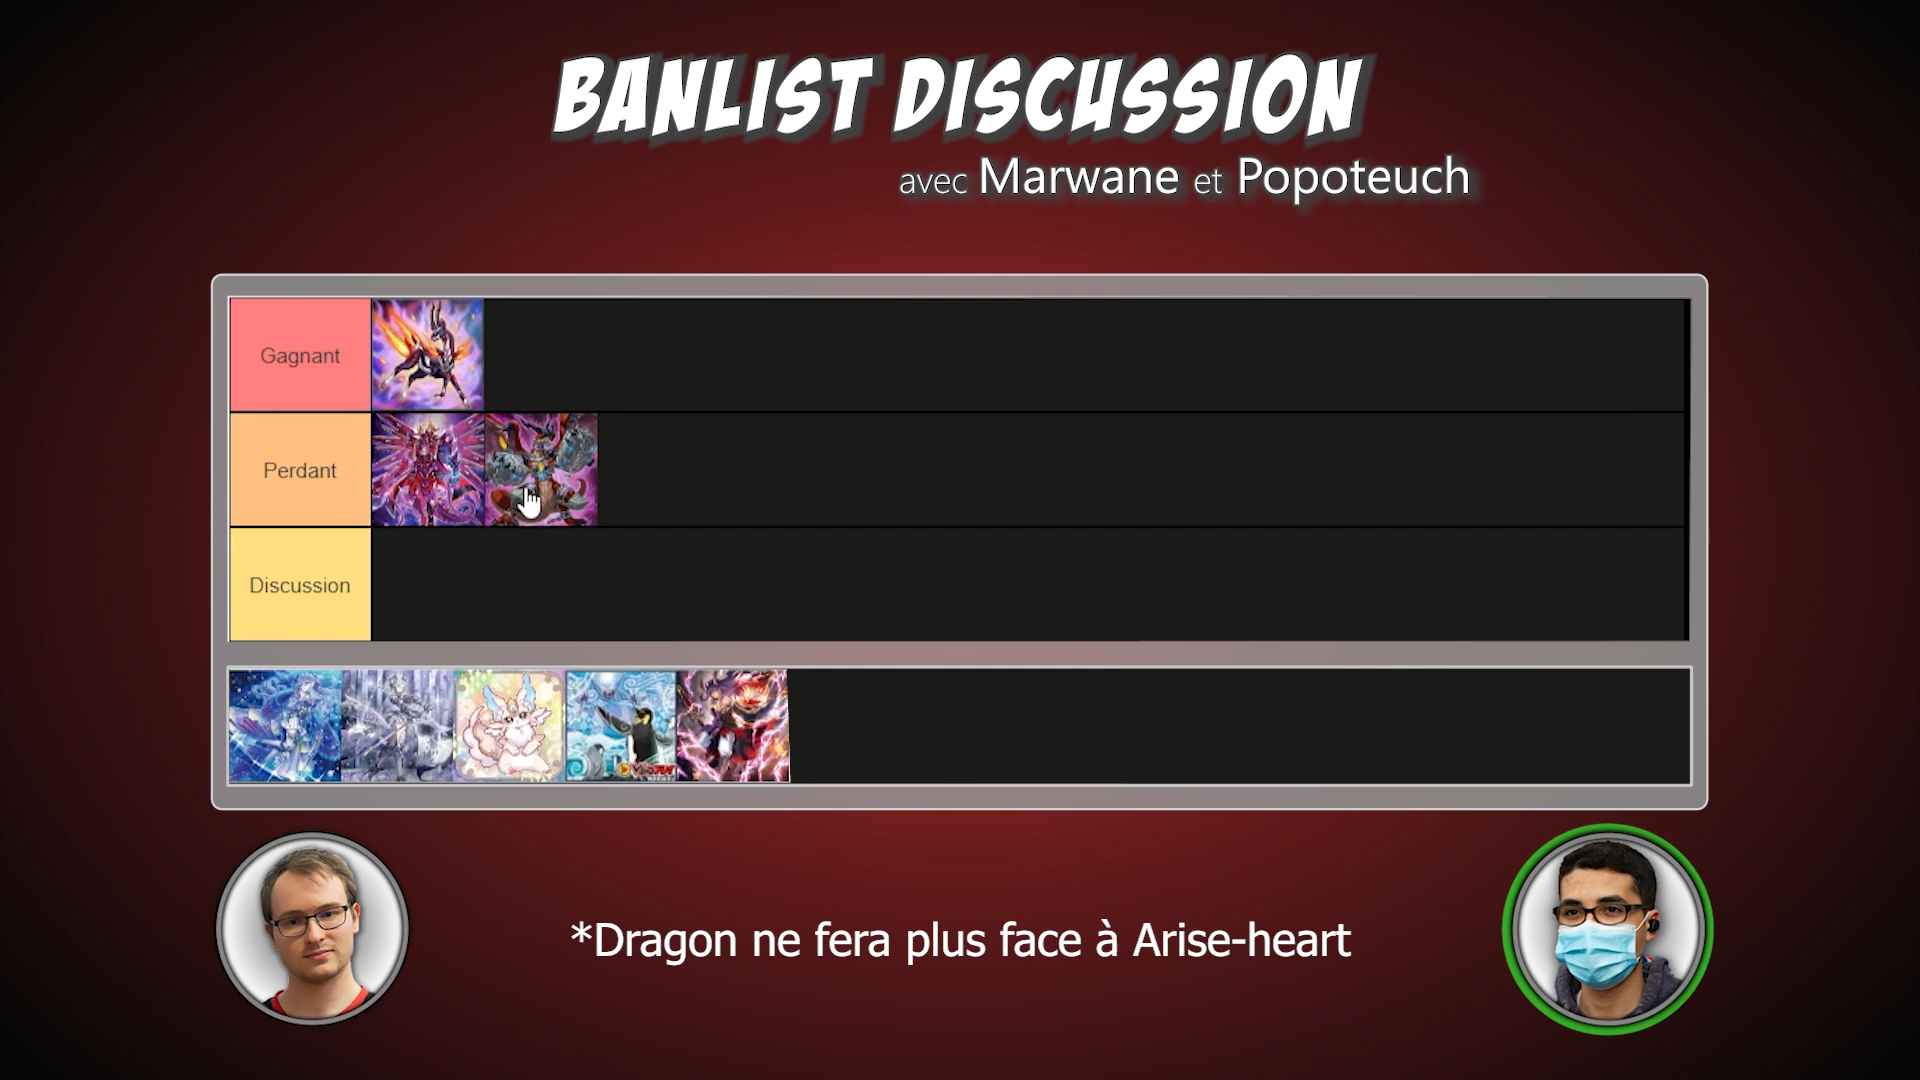 BANLIST DISCUSSION
avec Marwane et Popoteuch
Gagnant
Perdant
Discussion
*Dragon ne fera plus face à Arise-heart